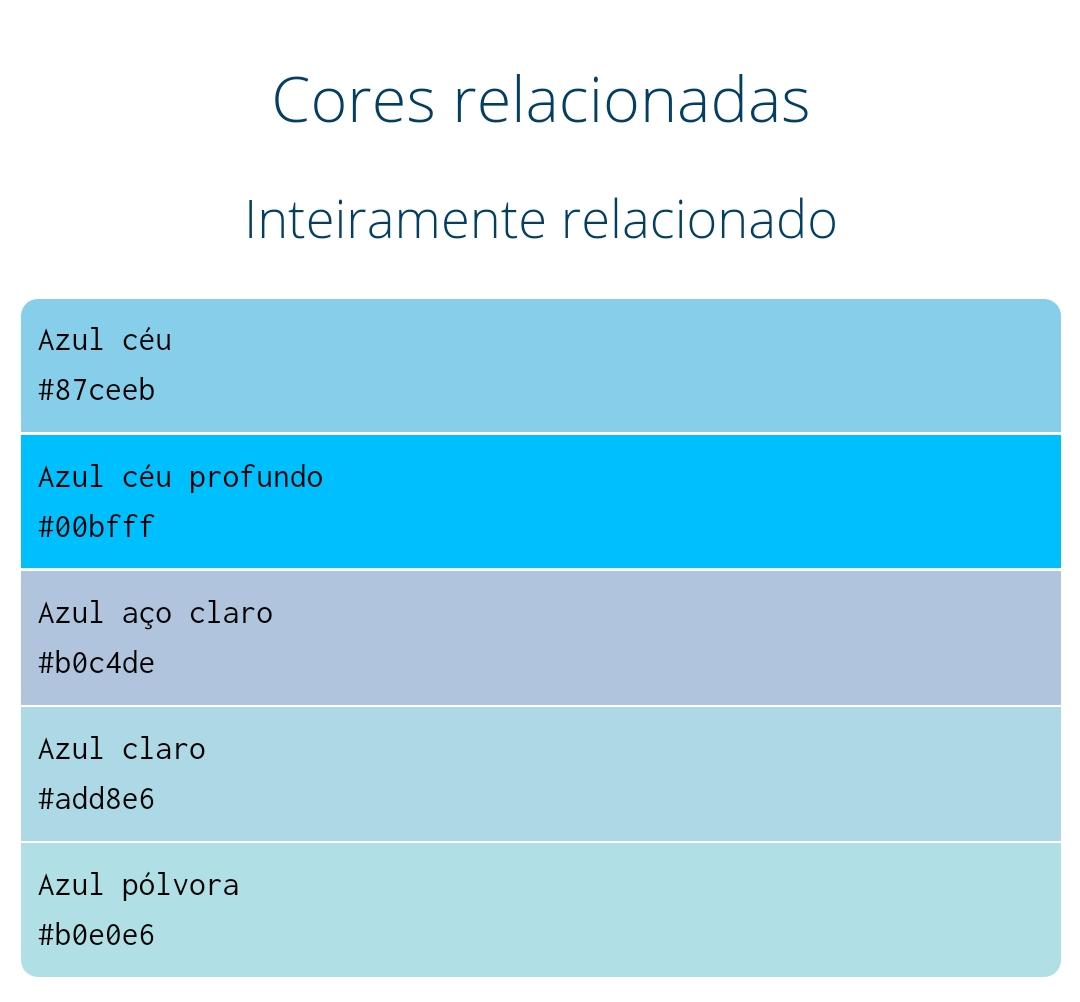 Cores relacionadas
Inteiramente relacionado
Azul céu
#87ceeb
Azul céu profundo
#00bfff
Azul aço claro
#b0c4de
Azul claro
#add8e6
Azul pólvora
#b0e0e6